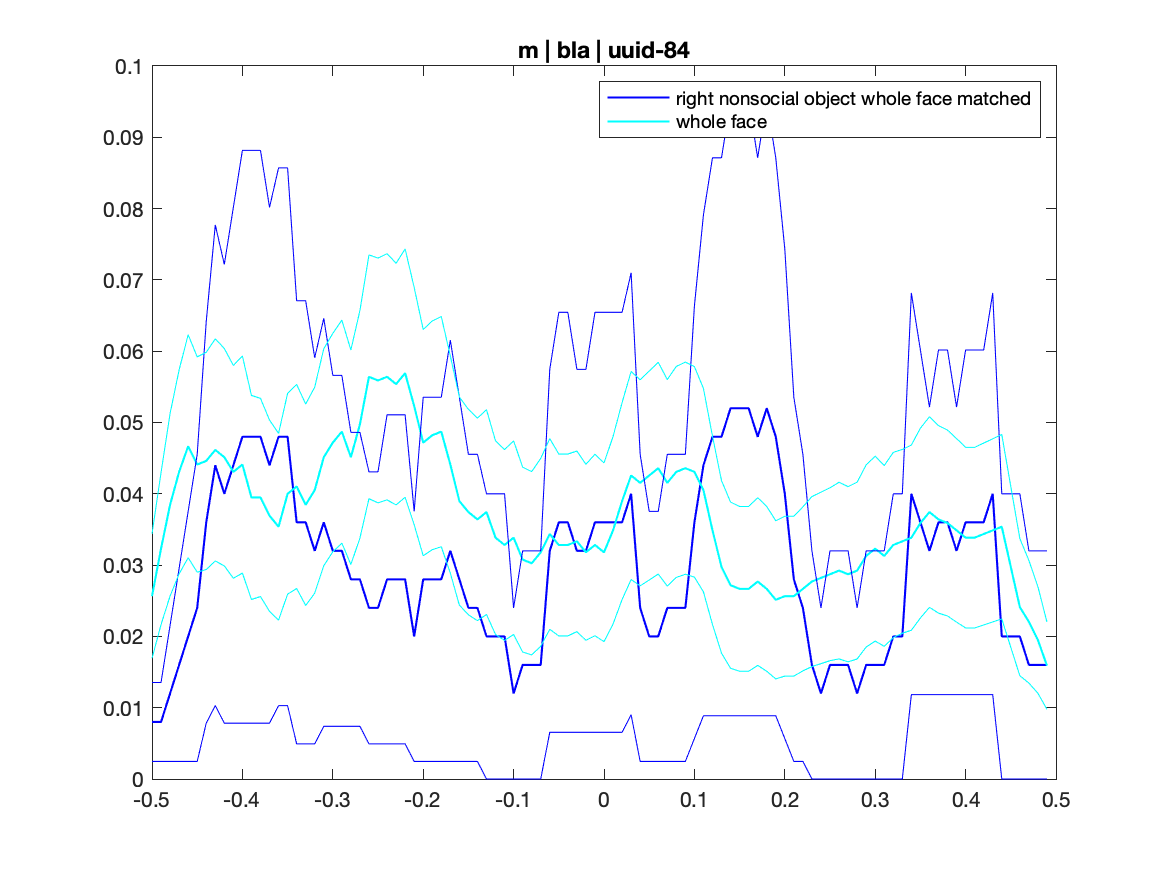 m | bla | uuid-84
right nonsocial object whole face matched
whole face
0.1
0.09
0.08
0.07
0.06
0.05
0.04
0.03
0.02
0.01
0
-0.5 -0.4 -0.3 -0.2 -0.1 0 0.1 0.2 0.3 0.4 0.5